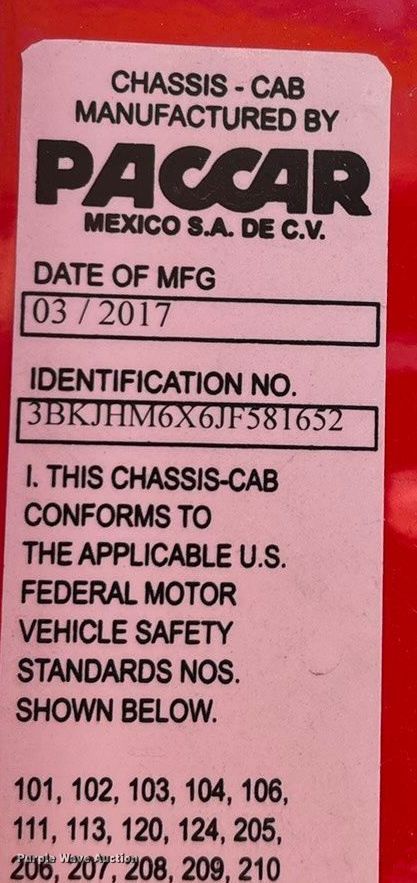 CHASSIS - CAB
MANUFACTURED BY
PACCAR
MEXICO S.A. DE C.V.
DATE OF MFG
03 / 2017
IDENTIFICATION NO.
3BKJHM6X6JF581652
I. THIS CHASSIS-CAB
CONFORMS TO
THE APPLICABLE U.S.
FEDERAL MOTOR
VEHICLE SAFETY
STANDARDS NOS.
SHOWN BELOW.
101, 102, 103, 104, 106,
111, 113, 120, 124, 205,
206, 207, 208, 209, 210
Purple Wave Auction